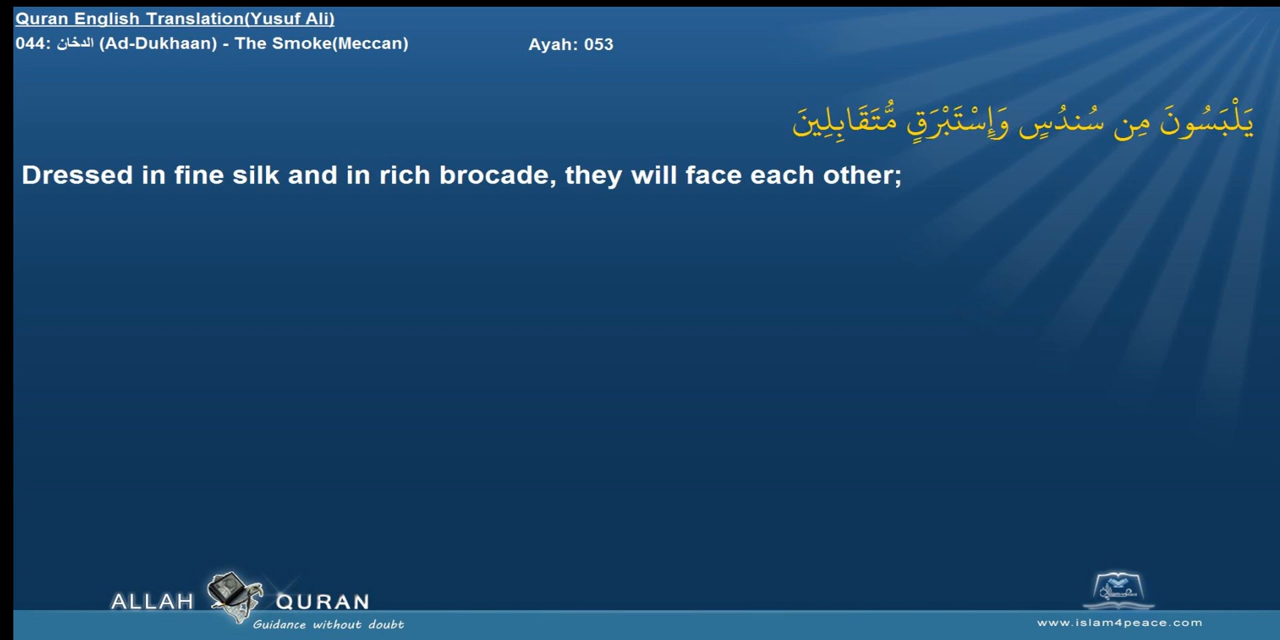 Quran English Translation(Yusuf Ali)
044: الدخان (Ad-Dukhaan) - The Smoke(Meccan) Ayah: 053
يَلْبَسُونَ مِن سُندُسٍ وَإِسْتَبْرَقٍ مُّتَقَابِلِينَ
Dressed in fine silk and in rich brocade, they will face each other;
ALLAH QURAN
Guidance without doubt
www.islam4peace.com